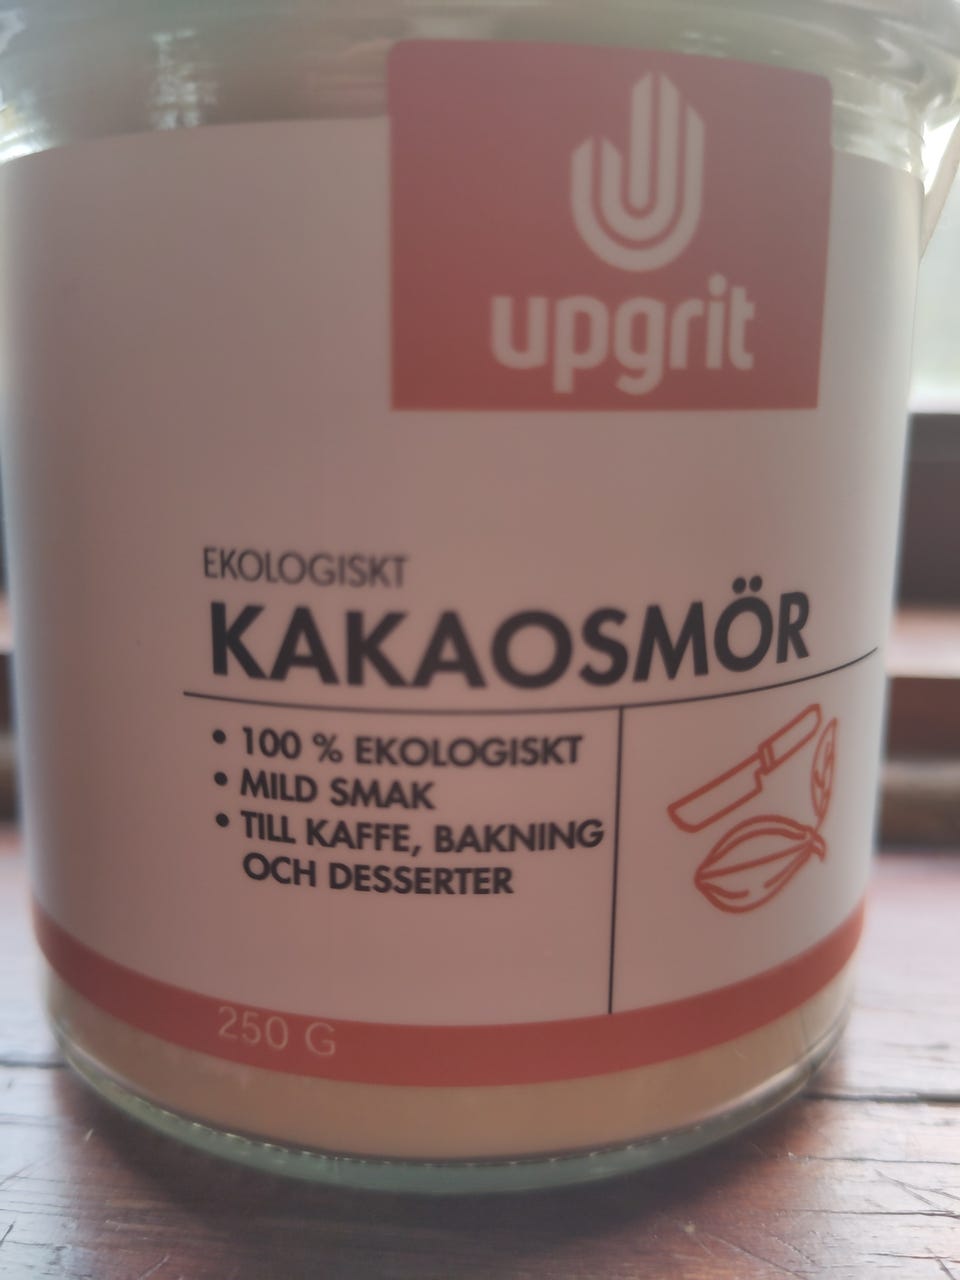 upgrit
EKOLOGISKT
KAKAOSMÖR
• 100 % EKOLOGISKT
• MILD SMAK
• TILL KAFFE, BAKNING
OCH DESSERTER
250 G